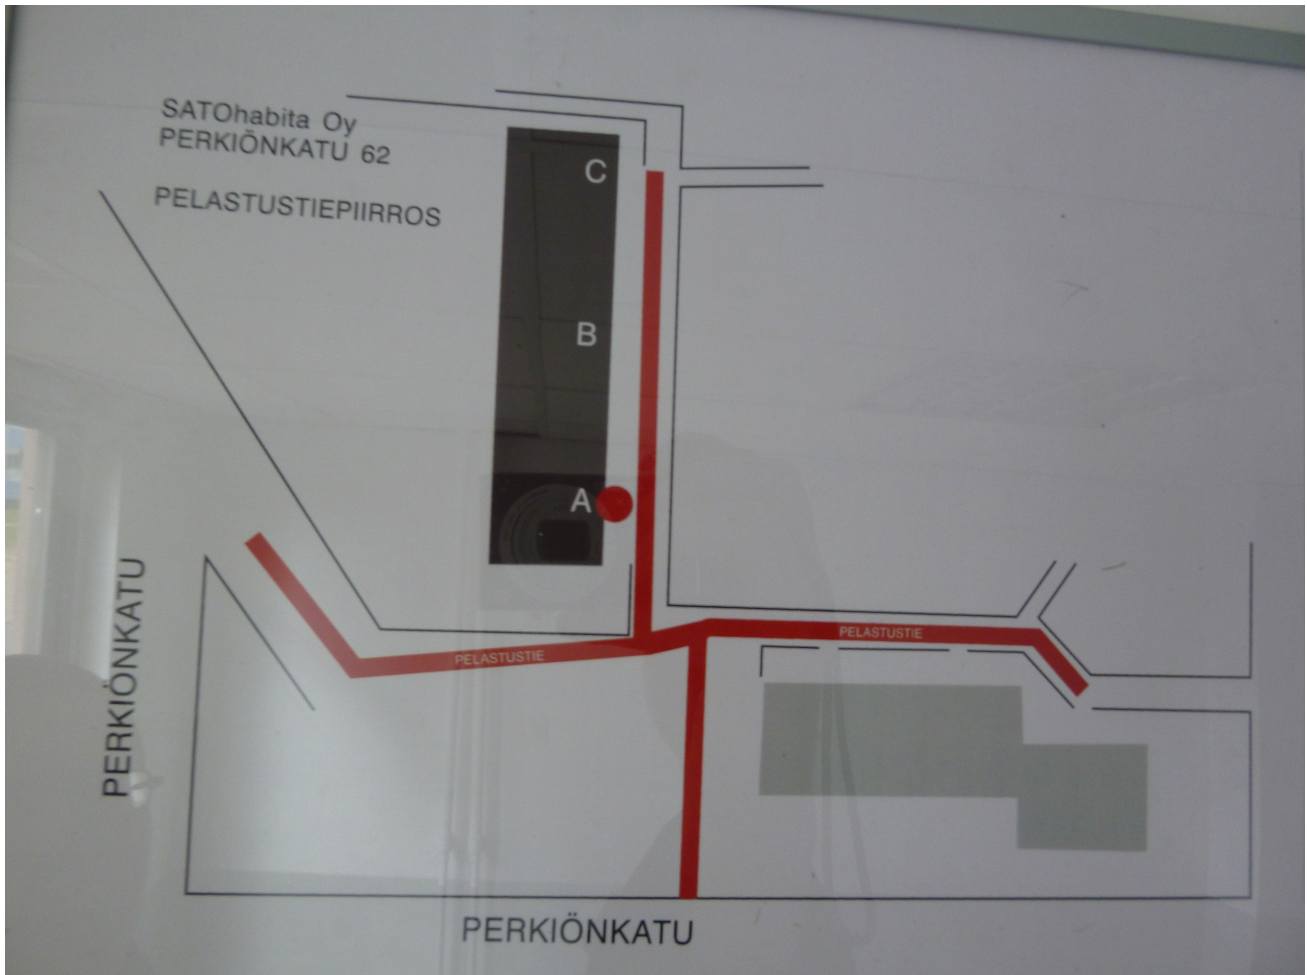 SATOhabita Oy
PERKIÖNKATU 62
PELASTUSTIEPIIRROS
C
B
A
PELASTUSTIE
PELASTUSTIE
PERKIÖNKATU
PERKIÖNKATU